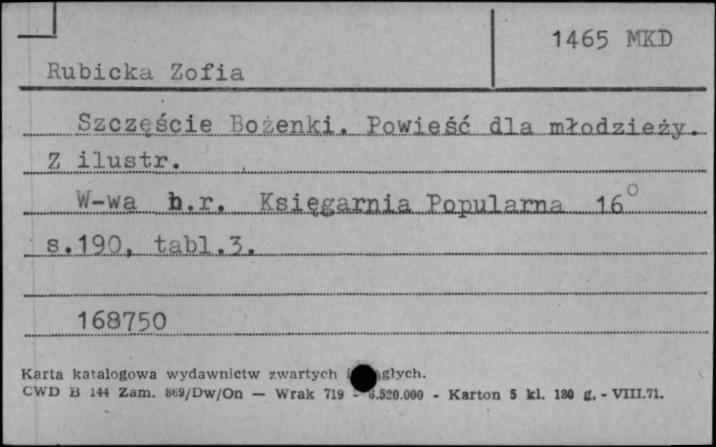 1465 MKD
Rubicka Zofia
Szczęście Bożenki. Powieść dla młodzieży.
Z ilustr.
W-wa b.r. Księgarnia Popularna 16°
s.190, tabl.3.
168750
Karta katalogowa wydawnictw zwartych i
CWD B 144 Zam. 869/Dw/On — Wrak 719 - 6.520.000 - Karton 5 kl. 180 g. - VIII.71.